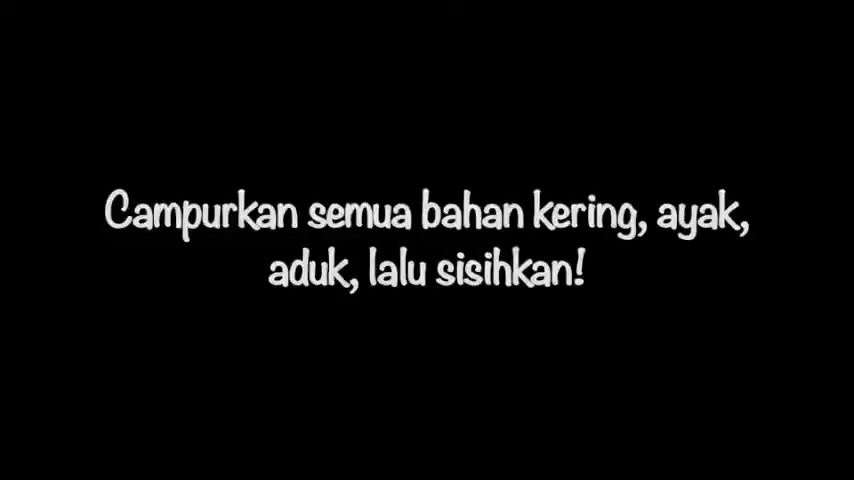 Campurkan semua bahan kering, ayak,
aduk, lalu sisihkan!